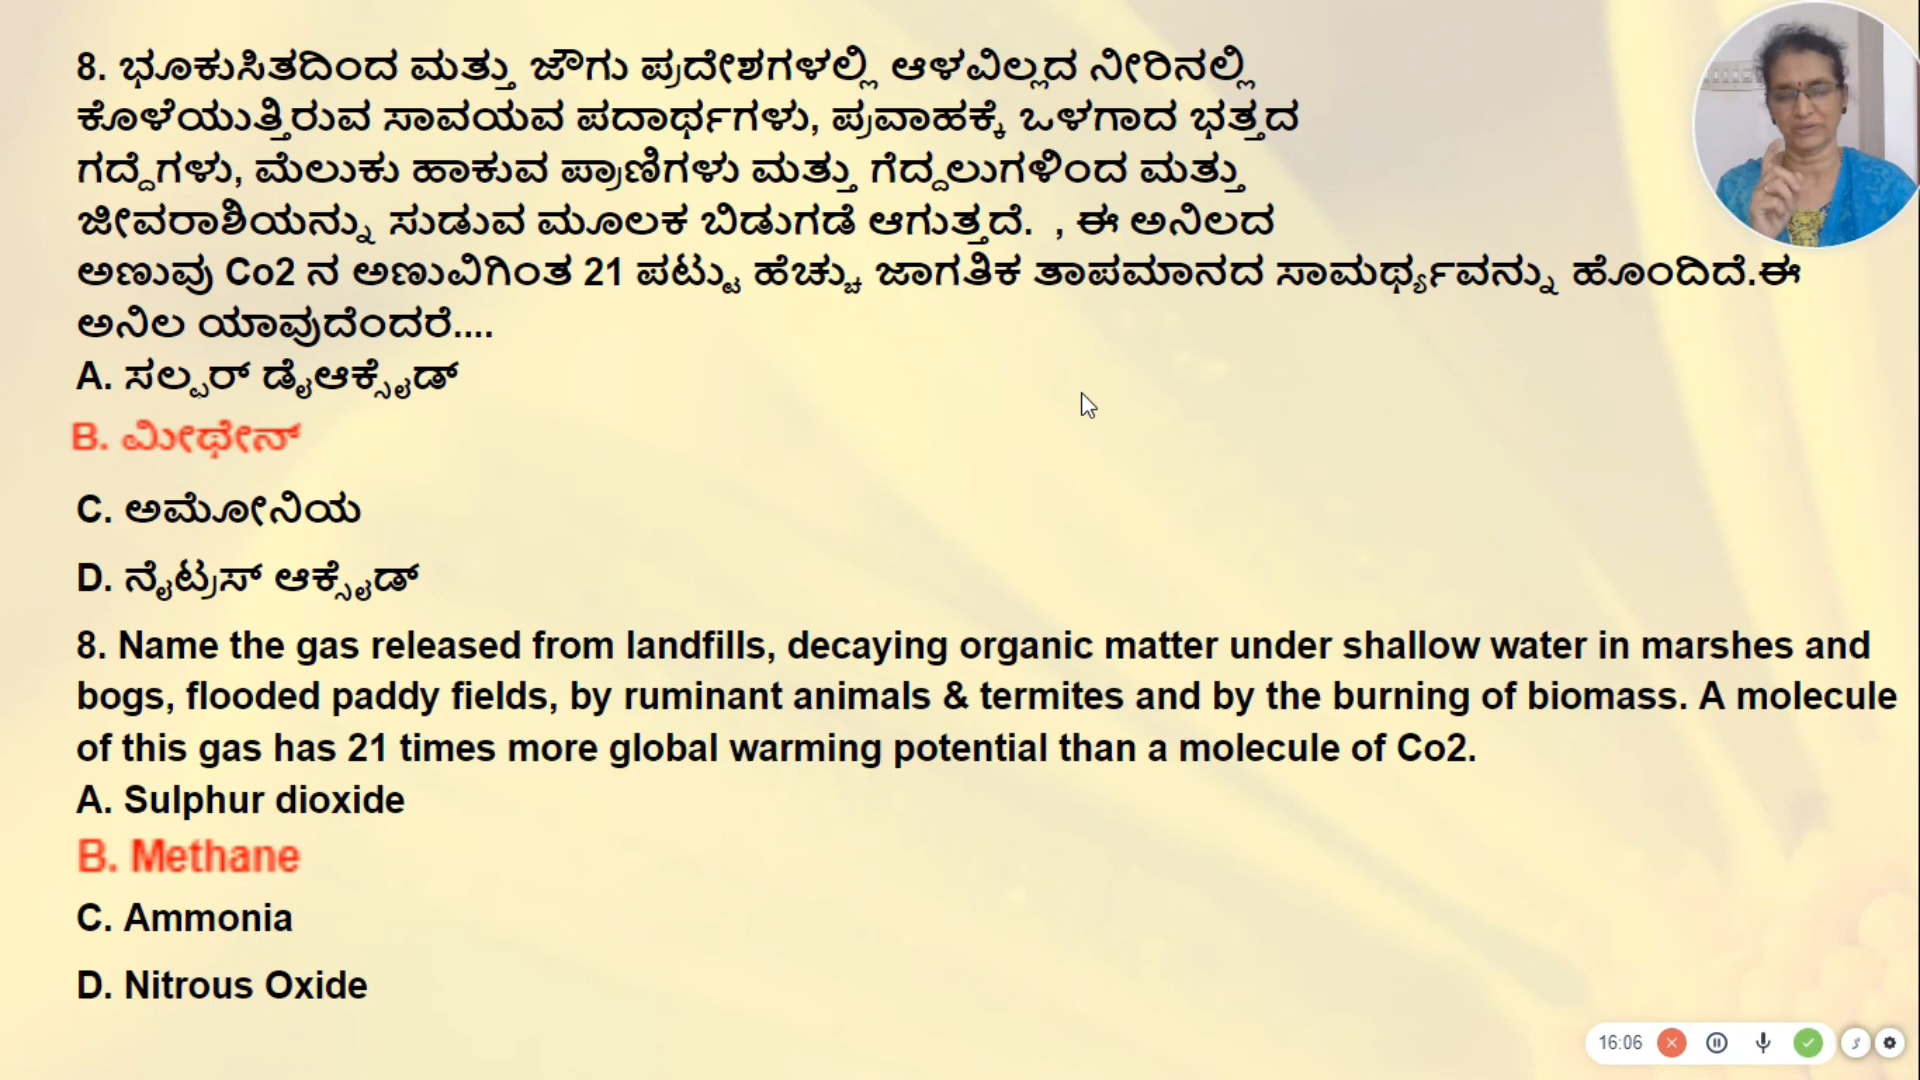 8. ಭೂಕುಸಿತದಿಂದ ಮತ್ತು ಜೌಗು ಪ್ರದೇಶಗಳಲ್ಲಿ ಆಳವಿಲ್ಲದ ನೀರಿನಲ್ಲಿ
ಕೊಳೆಯುತ್ತಿರುವ ಸಾವಯವ ಪದಾರ್ಥಗಳು, ಪ್ರವಾಹಕ್ಕೆ ಒಳಗಾದ ಭತ್ತದ
ಗದ್ದೆಗಳು, ಮೆಲುಕು ಹಾಕುವ ಪ್ರಾಣಿಗಳು ಮತ್ತು ಗೆದ್ದಲುಗಳಿಂದ ಮತ್ತು
ಜೀವರಾಶಿಯನ್ನು ಸುಡುವ ಮೂಲಕ ಬಿಡುಗಡೆ ಆಗುತ್ತದೆ. , ಈ ಅನಿಲದ
ಅಣುವು Co2 ನ ಅಣುವಿಗಿಂತ 21 ಪಟ್ಟು ಹೆಚ್ಚು ಜಾಗತಿಕ ತಾಪಮಾನದ ಸಾಮರ್ಥ್ಯವನ್ನು ಹೊಂದಿದೆ.ಈ
ಅನಿಲ ಯಾವುದೆಂದರೆ....
A. ಸಲ್ಫರ್ ಡೈಆಕ್ಸೈಡ್
B. ಮೀಥೇನ್
C. ಅಮೋನಿಯ
D. ನೈಟ್ರಸ್ ಆಕ್ಸೈಡ್
8. Name the gas released from landfills, decaying organic matter under shallow water in marshes and
bogs, flooded paddy fields, by ruminant animals & termites and by the burning of biomass. A molecule
of this gas has 21 times more global warming potential than a molecule of Co2.
A. Sulphur dioxide
B. Methane
C. Ammonia
D. Nitrous Oxide
16:06